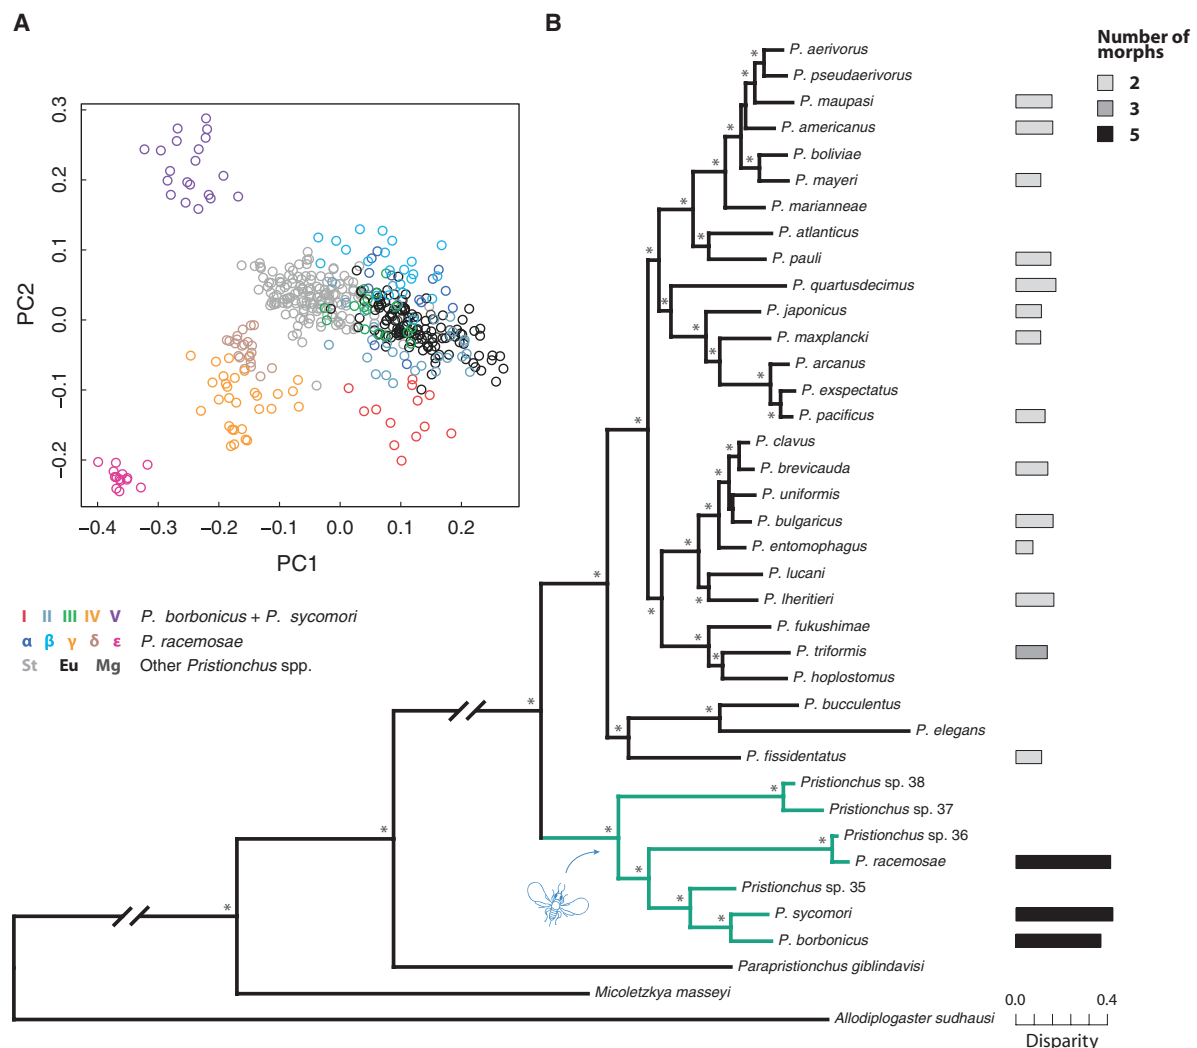 A
PC2
0.3
0.2
0.1
0.0
−0.1
−0.2
−0.4
−0.3
−0.2
−0.1
0.0
0.1
0.2
PC1
I II III IV V P. borbonicus + P. sycomori
α β γ δ ε P. racemosae
St Eu Mg Other Pristionchus spp.
B
P. aerivorus
P. pseudaerivorus
P. maupasi
P. americanus
P. boliviae
P. mayeri
P. marianneae
P. atlanticus
P. pauli
P. quartusdecimus
P. japonicus
P. maxplancki
P. arcanus
P. exspectatus
P. pacificus
P. clavus
P. brevicauda
P. uniformis
P. bulgaricus
P. entomophagus
P. lucani
P. lheritieri
P. fukushimae
P. triformis
P. hoplostomus
P. bucculentus
P. elegans
P. fissidentatus
Pristionchus sp. 38
Pristionchus sp. 37
Pristionchus sp. 36
P. racemosae
Pristionchus sp. 35
P. sycomori
P. borbonicus
Parapristionchus giblindavisi
Micoletzkya masseyi
Allodiplogaster sudhausi
Number of
morphs
2
3
5
0.0 0.4
Disparity